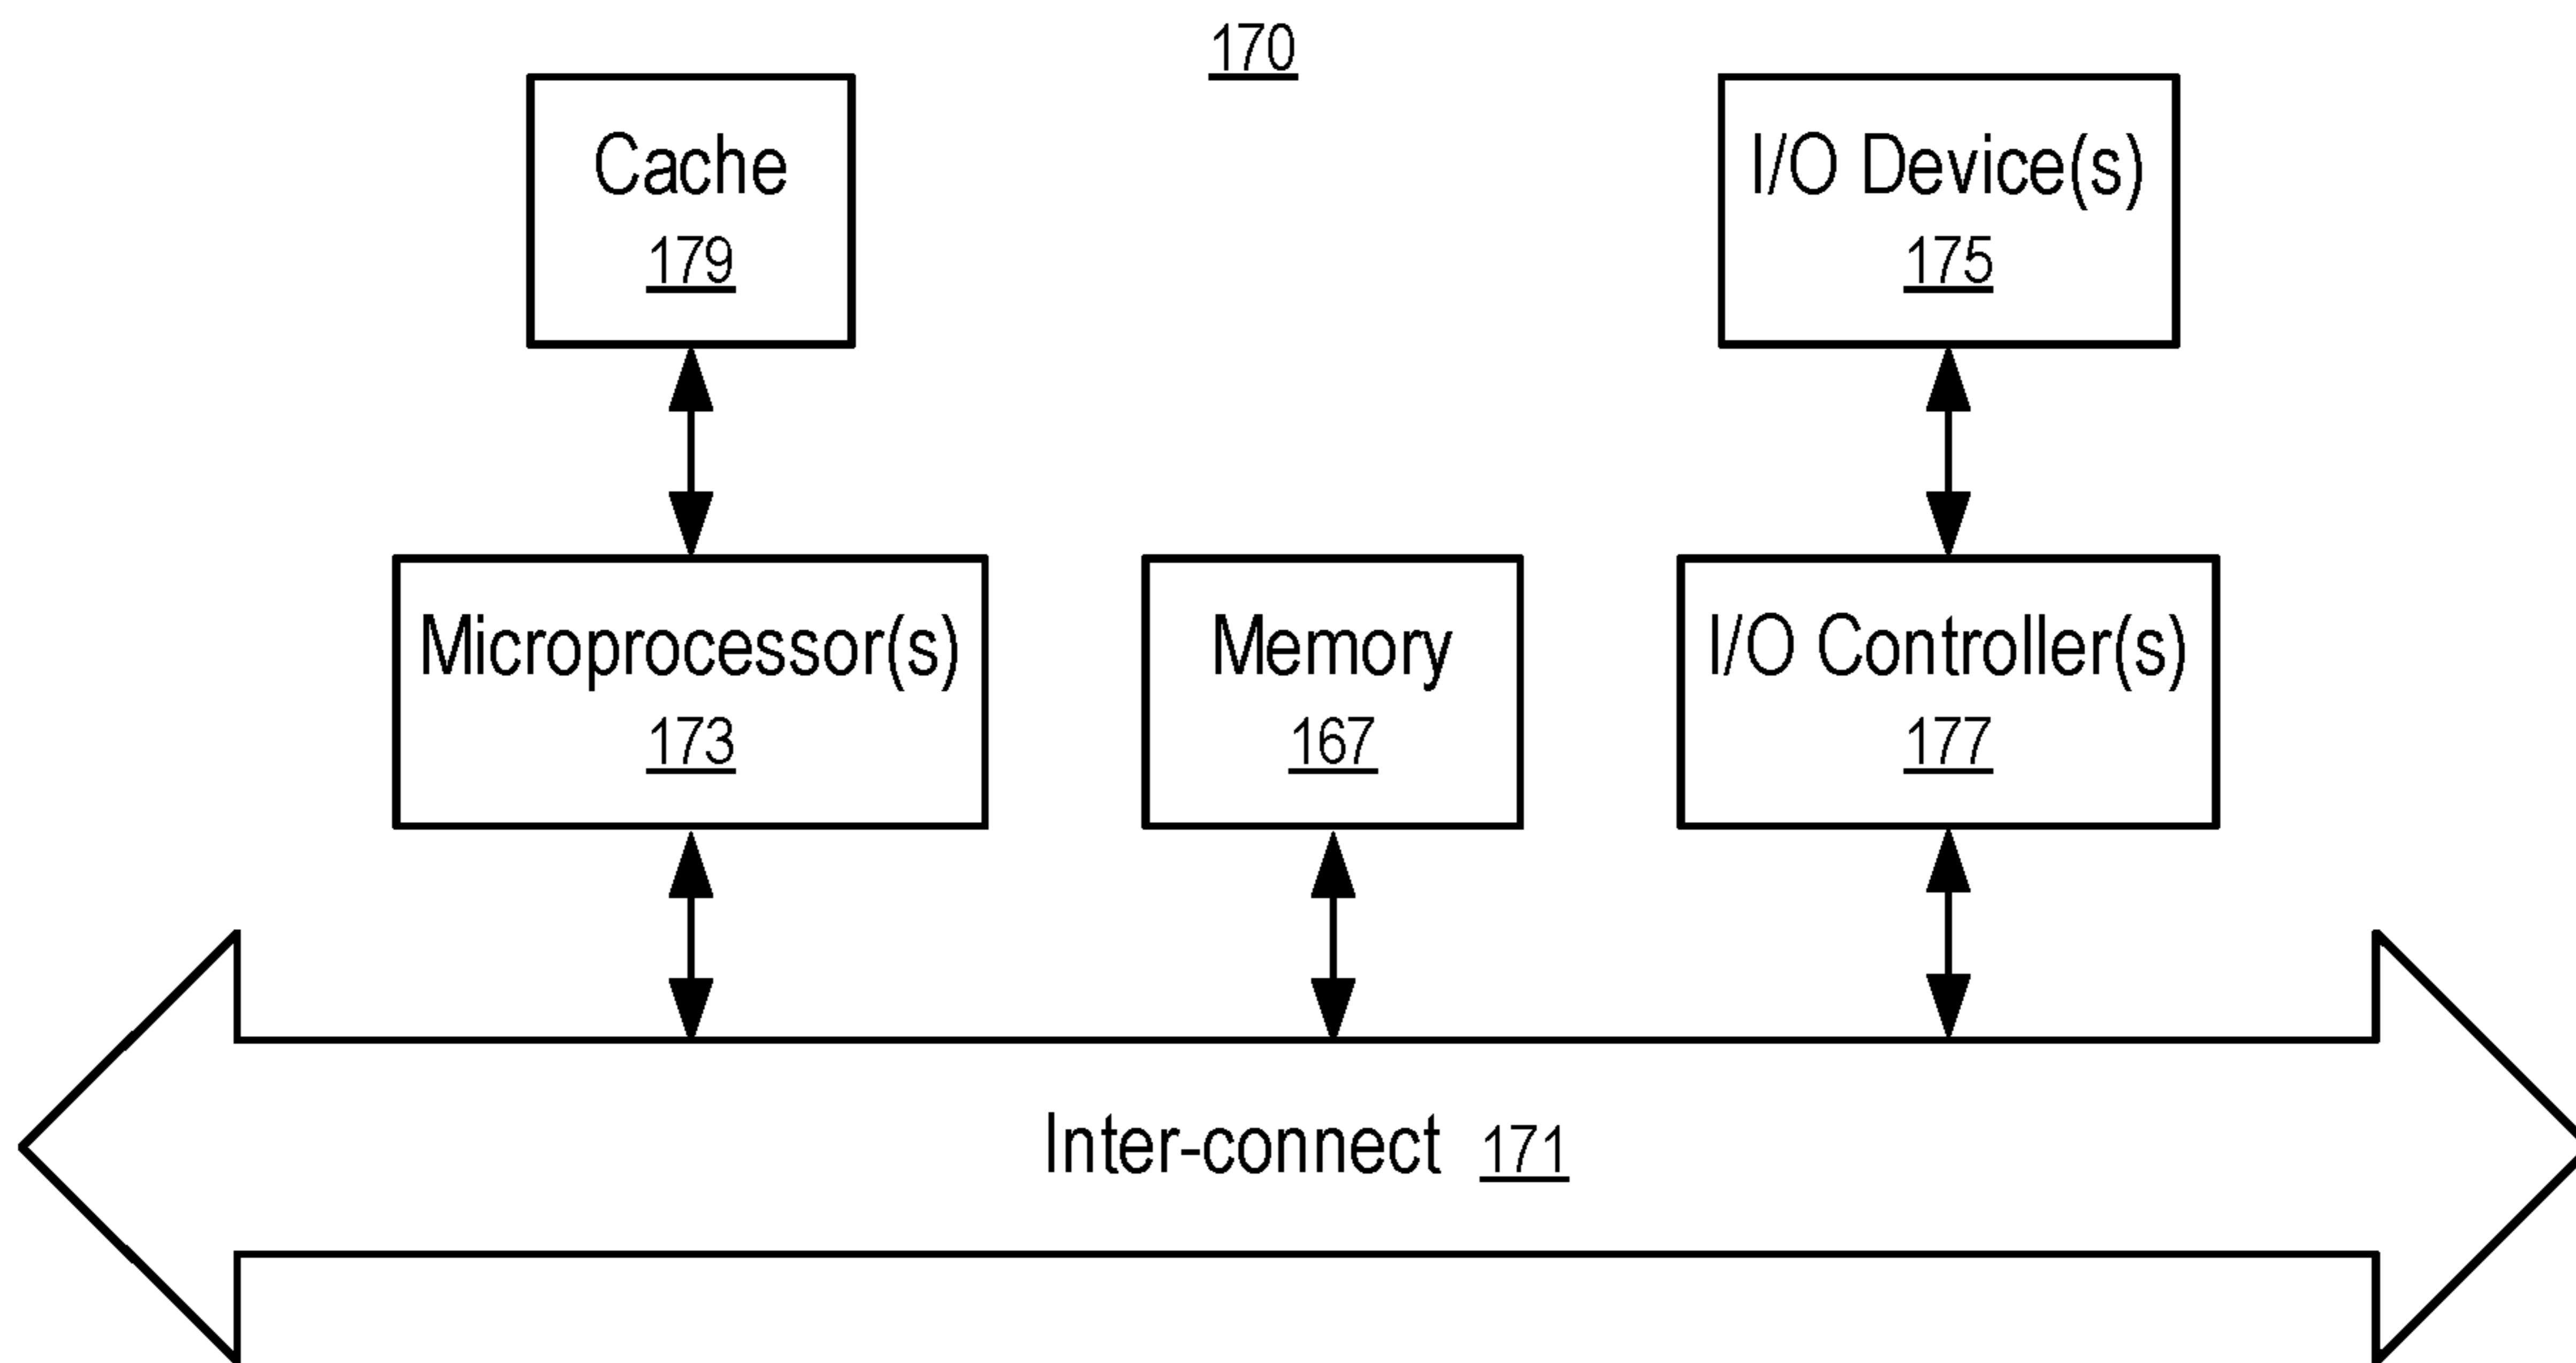 170
Cache
179
I/O Device(s)
175
Microprocessor(s)
173
Memory
167
I/O Controller(s)
177
Inter-connect 171